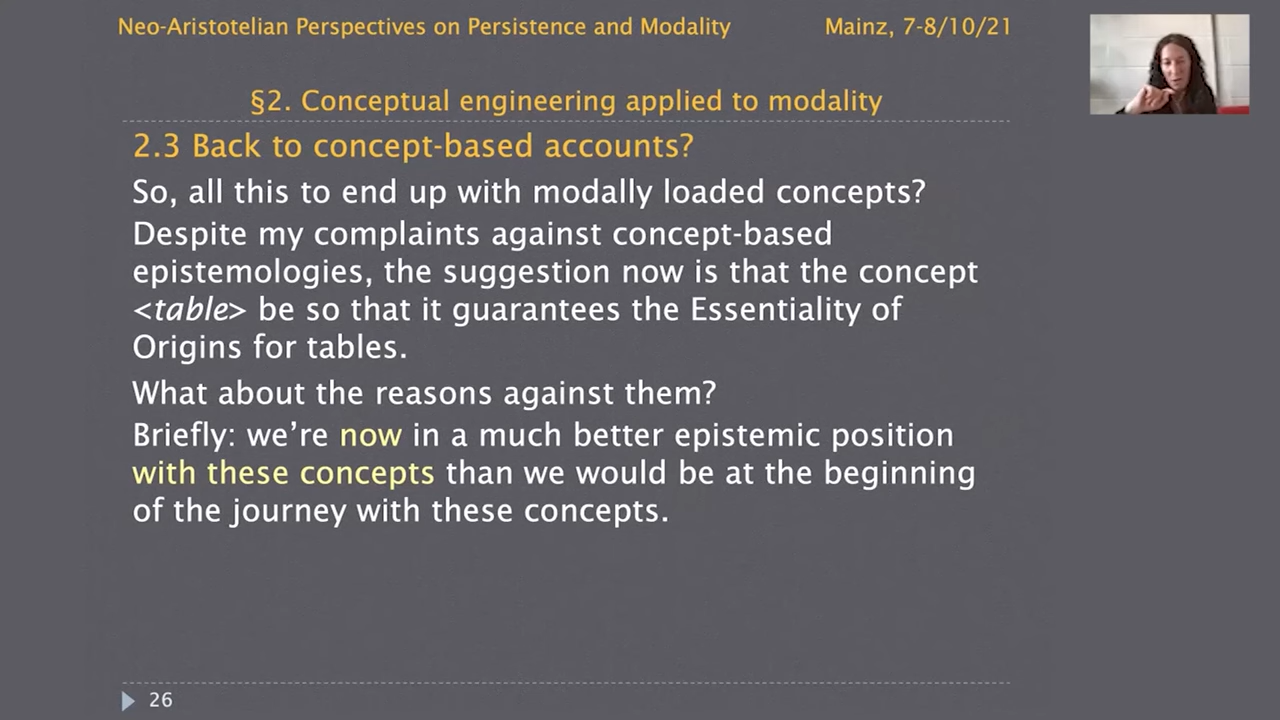 Neo-Aristotelian Perspectives on Persistence and Modality Mainz, 7-8/10/21
§2. Conceptual engineering applied to modality
2.3 Back to concept-based accounts?
So, all this to end up with modally loaded concepts?
Despite my complaints against concept-based
epistemologies, the suggestion now is that the concept
<table> be so that it guarantees the Essentiality of
Origins for tables.
What about the reasons against them?
Briefly: we’re now in a much better epistemic position
with these concepts than we would be at the beginning
of the journey with these concepts.
26